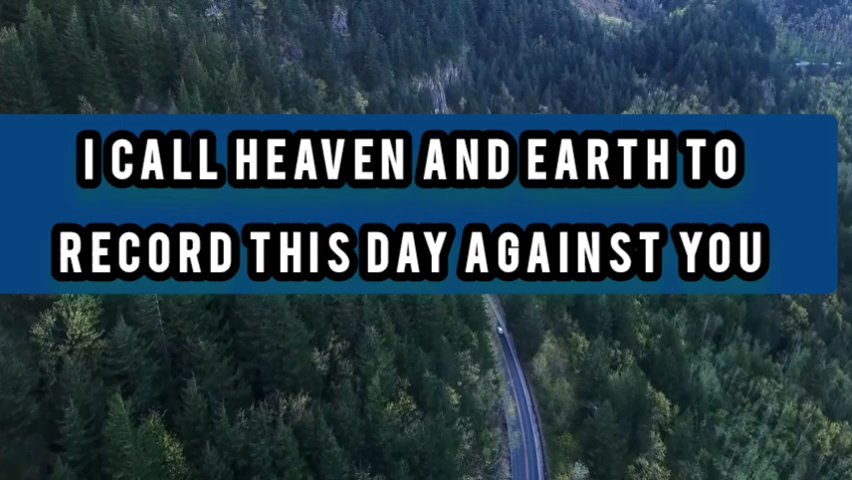 I CALL HEAVEN AND EARTH TO
RECORD THIS DAY AGAINST YOU